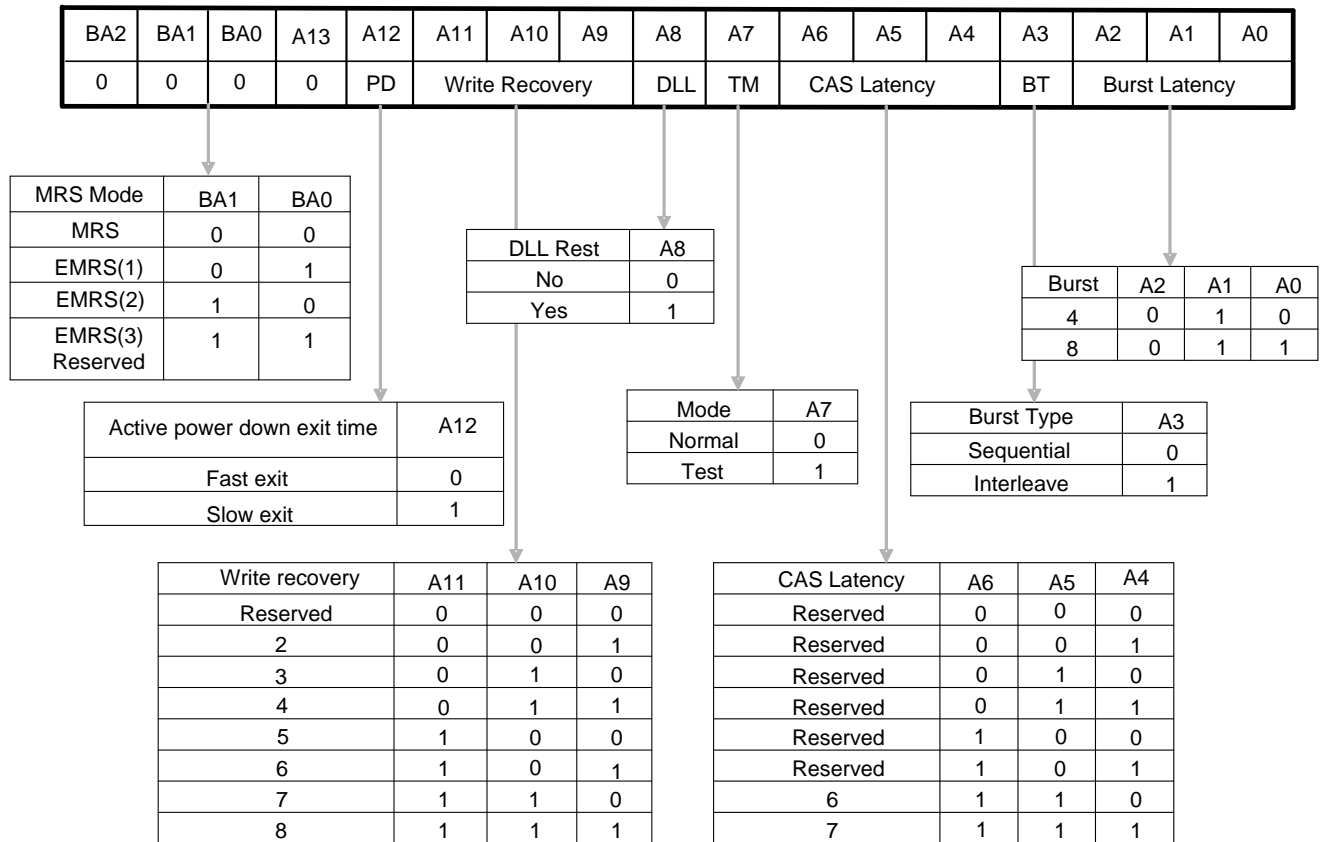 BA2 BA1 BA0 A13 A12 A11 A10 A9 A8 A7 A6 A5 A4 A3 A2 A1 A0
0 0 0 0 PD Write Recovery DLL TM CAS Latency BT Burst Latency
MRS Mode BA1 BA0
MRS 0 0
EMRS(1) 0 1
EMRS(2) 1 0
EMRS(3) 1 1
Reserved
DLL Rest A8
No 0
Yes 1
Burst A2 A1 A0
4 0 1 0
8 0 1 1
Active power down exit time A12
Fast exit 0
Slow exit 1
Mode A7
Normal 0
Test 1
Burst Type A3
Sequential 0
Interleave 1
Write recovery A11 A10 A9
Reserved 0 0 0
2 0 0 1
3 0 1 0
4 0 1 1
5 1 0 0
6 1 0 1
7 1 1 0
8 1 1 1
CAS Latency A6 A5 A4
Reserved 0 0 0
Reserved 0 0 1
Reserved 0 1 0
Reserved 0 1 1
Reserved 1 0 0
Reserved 1 0 1
6 1 1 0
7 1 1 1